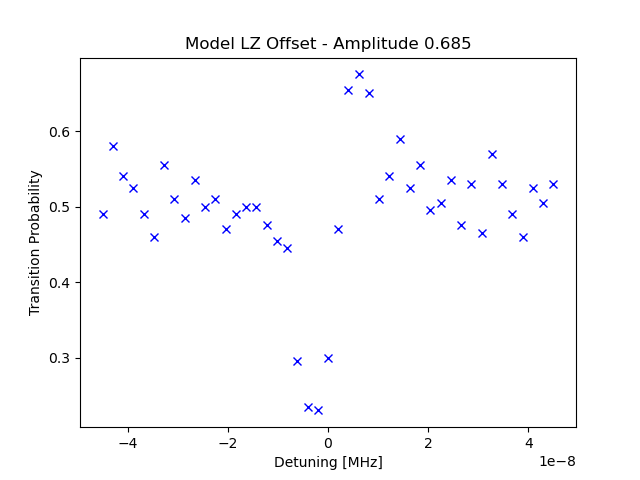 Model LZ Offset - Amplitude 0.685
Transition Probability
0.6
0.5
0.4
0.3
−4
−2
0
2
4
1e−8
Detuning [MHz]